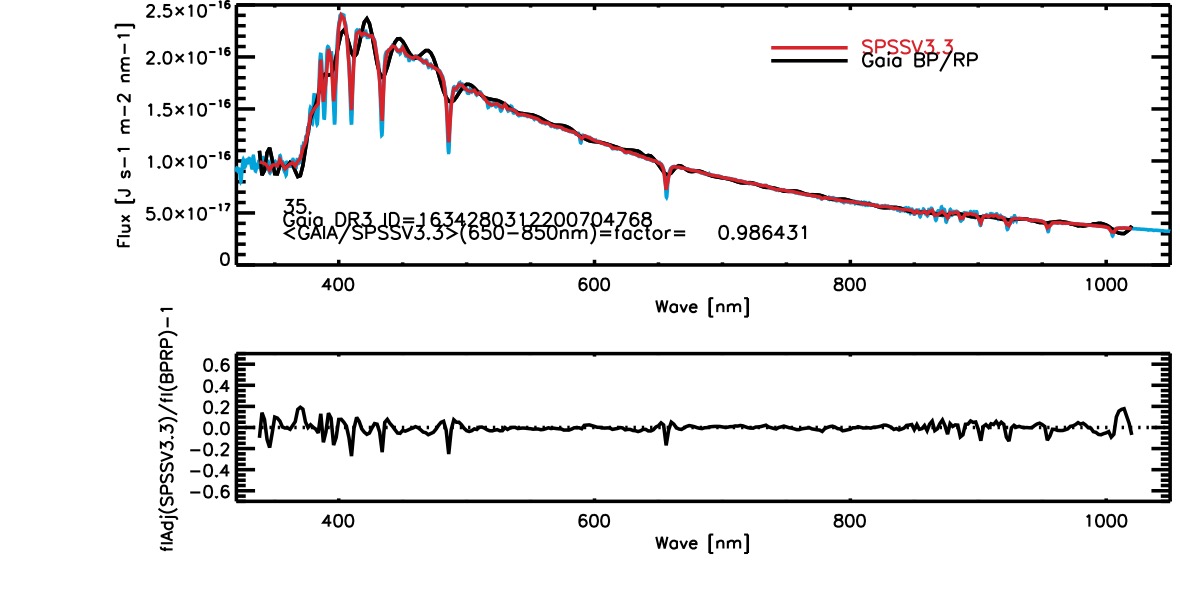 2.5×10−16
2.0×10−16
1.5×10−16
1.0×10−16
5.0×10−17
0
Flux [J s−1 m−2 nm−1]
SPSSV3.3
Gaia BP/RP
35.
Gaia DR3 ID=1634280312200704768
<GAIA/SPSSV3.3>(650−850nm)=factor= 0.986431
400 600 800 1000
Wave [nm]
0.6
0.4
0.2
0.0
−0.2
−0.4
−0.6
flAdj(SPSSV3.3)/fl(BPRP)−1
400 600 800 1000
Wave [nm]